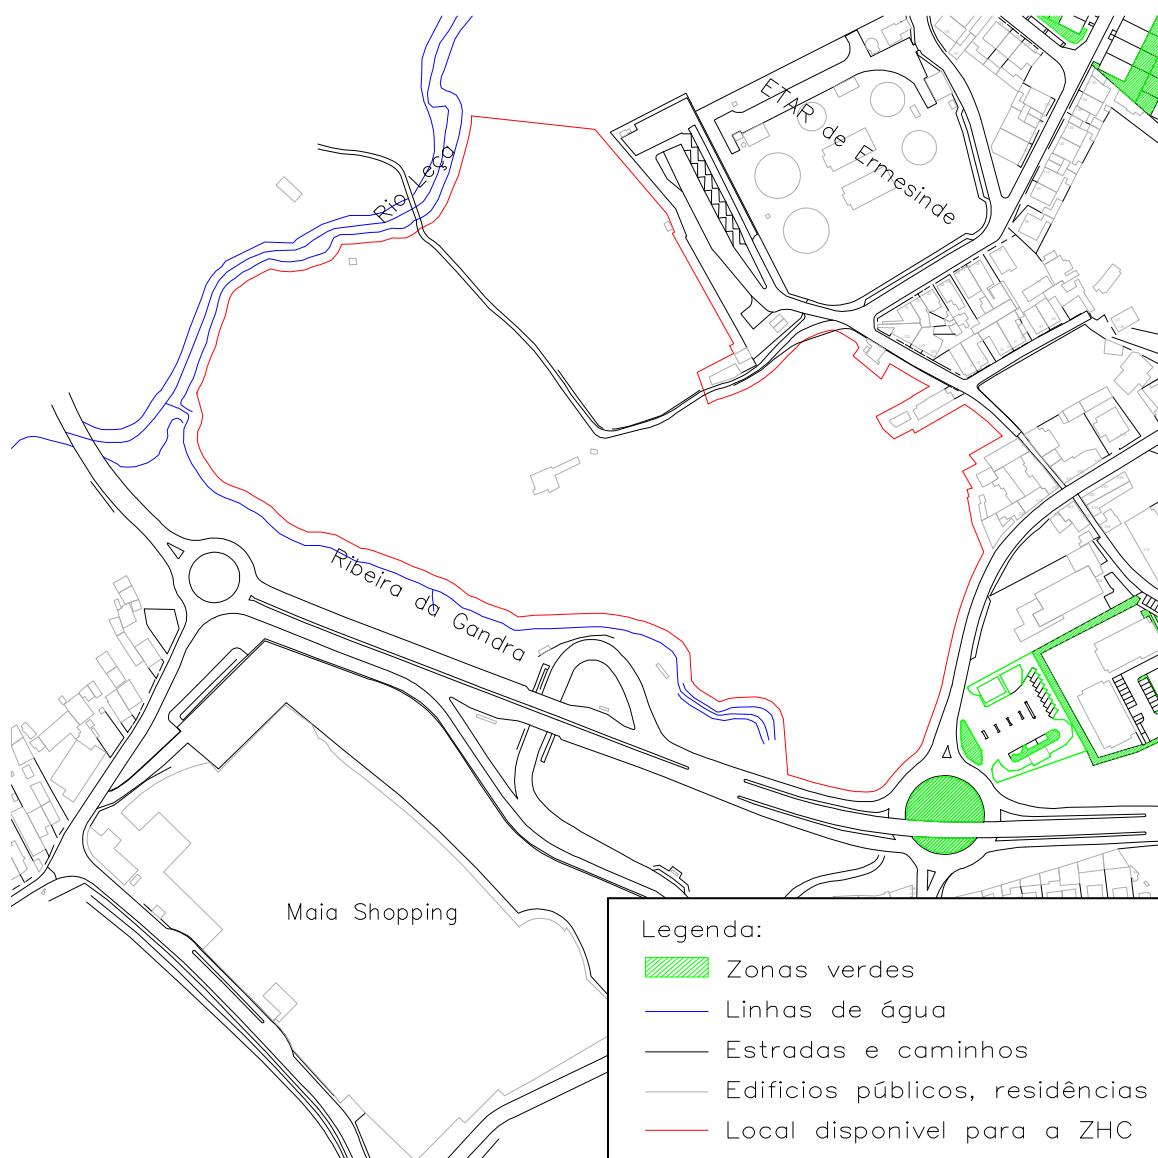 ETAR de Ermesinde
Rio Leça
Ribeira da Gandra
Maia Shopping
Legenda:
Zonas verdes
Linhas de água
Estradas e caminhos
Edificios públicos, residências
Local disponivel para a ZHC